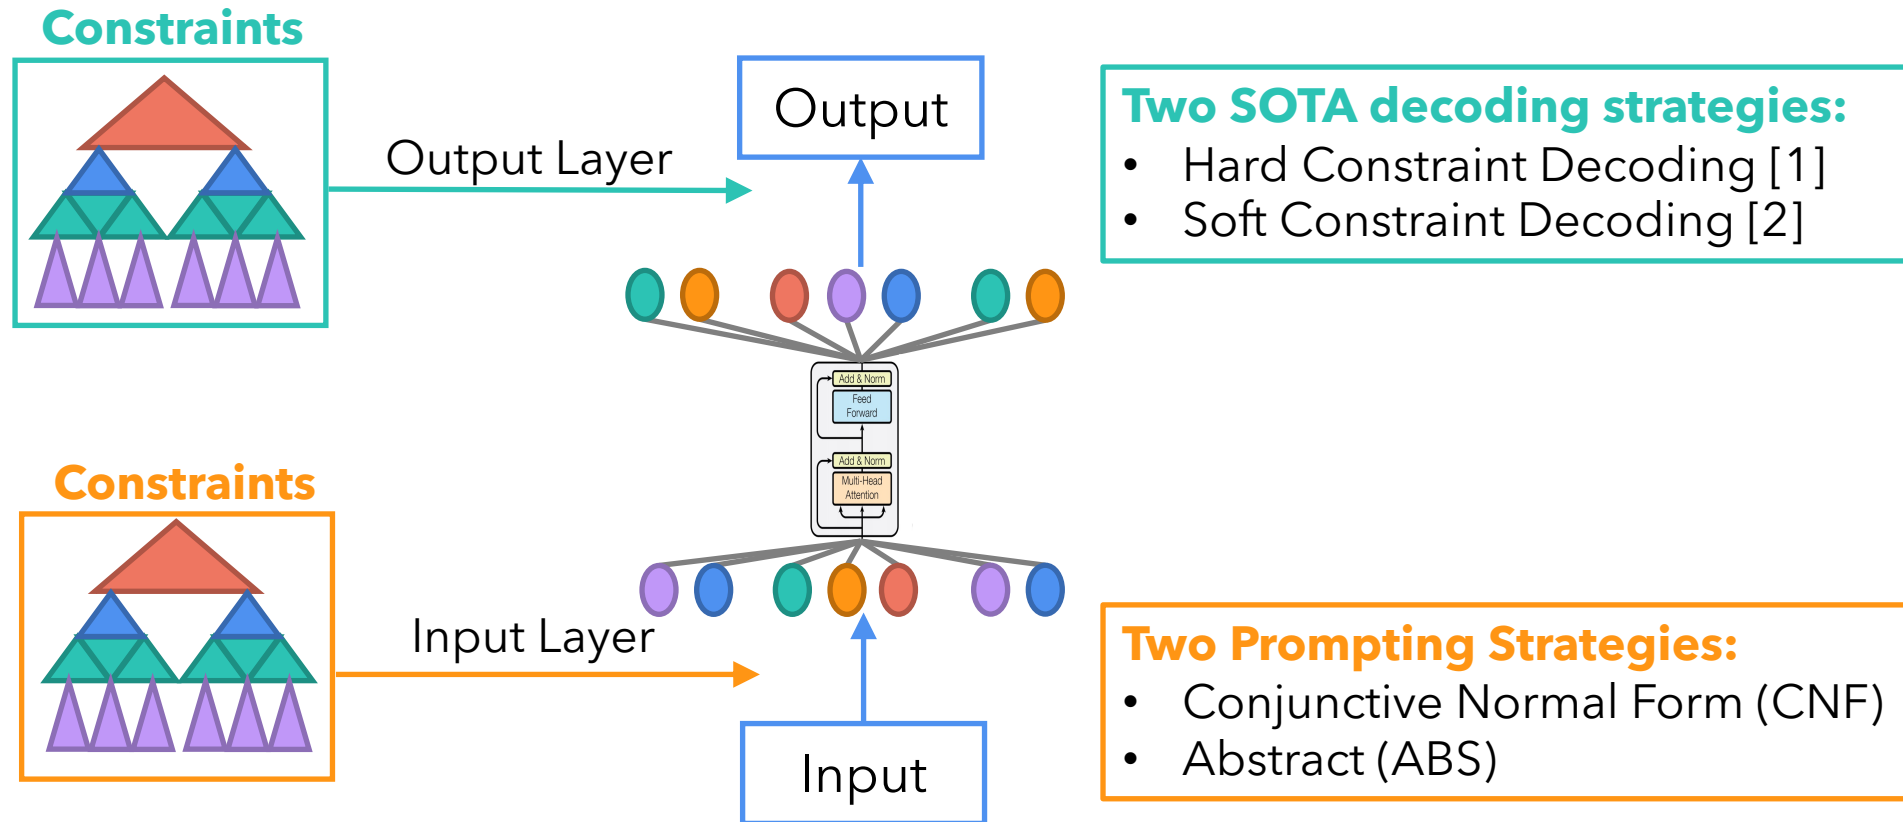 Constraints
Output Layer
Output
Two SOTA decoding strategies:
• Hard Constraint Decoding [1]
• Soft Constraint Decoding [2]
Add & Norm
Feed
Forward
Add & Norm
Multi-Head
Attention
Constraints
Input Layer
Input
Two Prompting Strategies:
• Conjunctive Normal Form (CNF)
• Abstract (ABS)